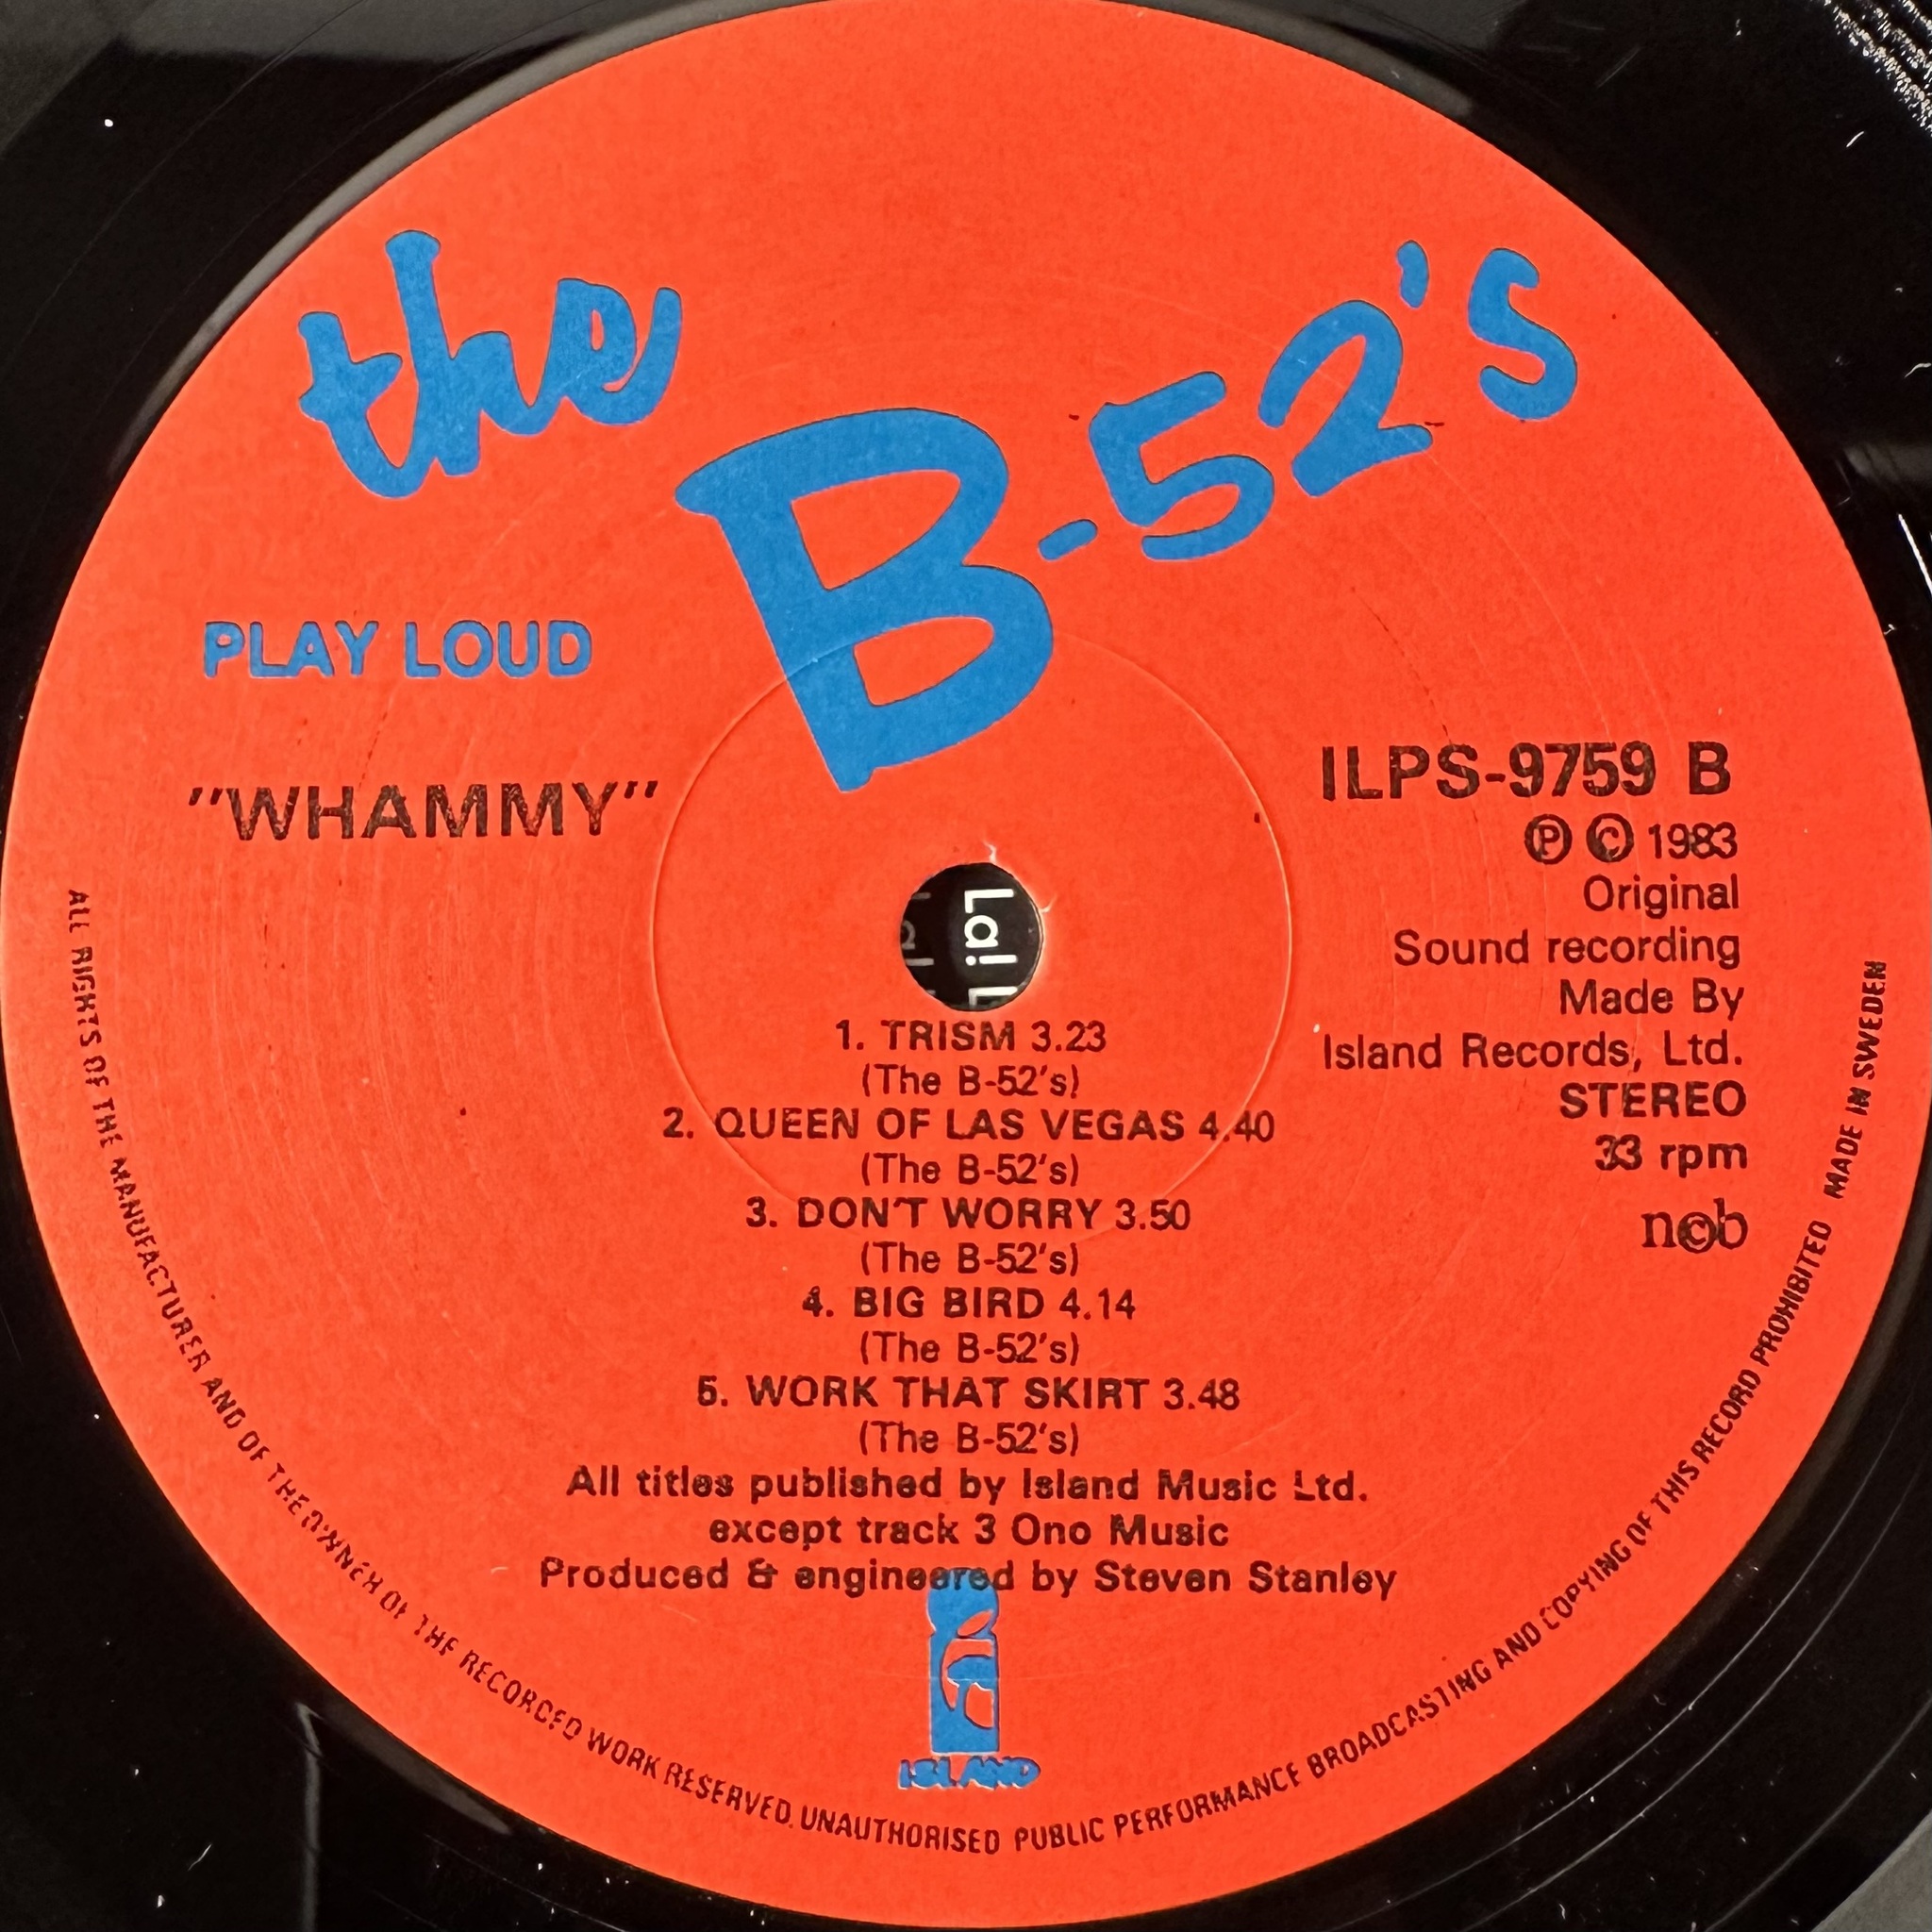 the B-52's
PLAY LOUD
"WHAMMY"
ILPS-9759 B
Ⓟ © 1983
Original
Sound recording
Made By
Island Records, Ltd.
STEREO
33 rpm
n©b
La! L
1. TRISM 3.23
(The B-52's)
2. QUEEN OF LAS VEGAS 4.40
(The B-52's)
3. DON'T WORRY 3.50
(The B-52's)
4. BIG BIRD 4.14
(The B-52's)
5. WORK THAT SKIRT 3.48
(The B-52's)
All titles published by Island Music Ltd.
except track 3 Ono Music
Produced & engineered by Steven Stanley
ISLAND
ALL RIGHTS OF THE MANUFACTURER AND OF THE OWNER OF THE RECORDED WORK RESERVED. UNAUTHORISED PUBLIC PERFORMANCE BROADCASTING AND COPYING OF THIS RECORD PROHIBITED MADE IN SWEDEN